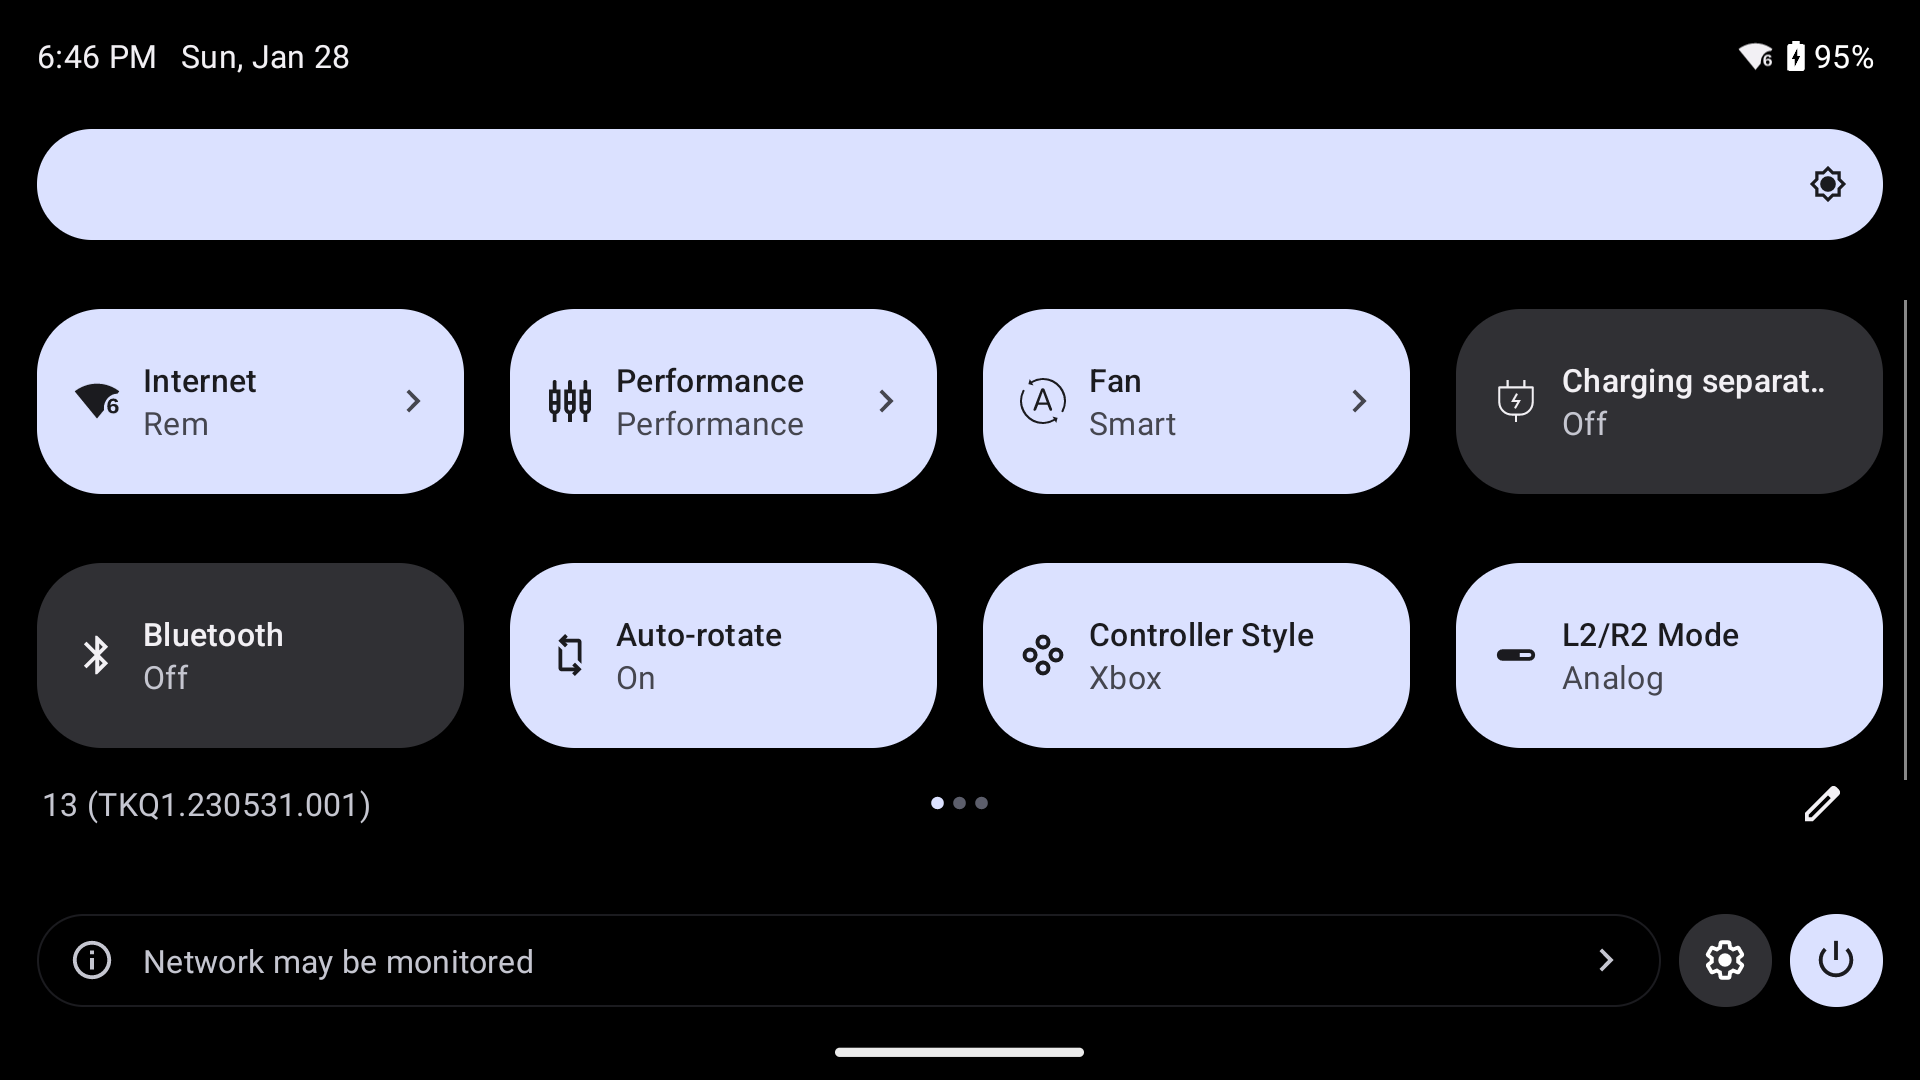 6:46 PM Sun, Jan 28
6 95%
Internet
Rem
6
Performance
Performance
A
Fan
Smart
Charging separat..
Off
Bluetooth
Off
Auto-rotate
On
Controller Style
Xbox
L2/R2 Mode
Analog
13 (TKQ1.230531.001)
Network may be monitored